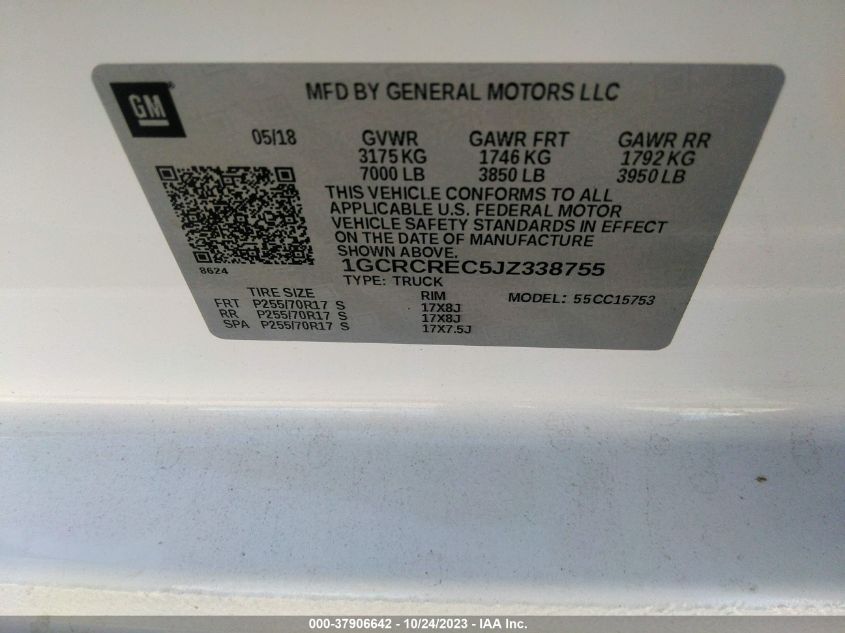 GM
MFD BY GENERAL MOTORS LLC
05/18 GVWR GAWR FRT GAWR RR
3175 KG 1746 KG 1792 KG
7000 LB 3850 LB 3950 LB
THIS VEHICLE CONFORMS TO ALL
APPLICABLE U.S. FEDERAL MOTOR
VEHICLE SAFETY STANDARDS IN EFFECT
ON THE DATE OF MANUFACTURE
SHOWN ABOVE.
8624 1GCRCREC5JZ338755
TYPE: TRUCK
TIRE SIZE RIM MODEL: 55CC15753
FRT P255/70R17 S 17X8J
RR P255/70R17 S 17X8J
SPA P255/70R17 S 17X7.5J
000-37906642 - 10/24/2023 - IAA Inc.